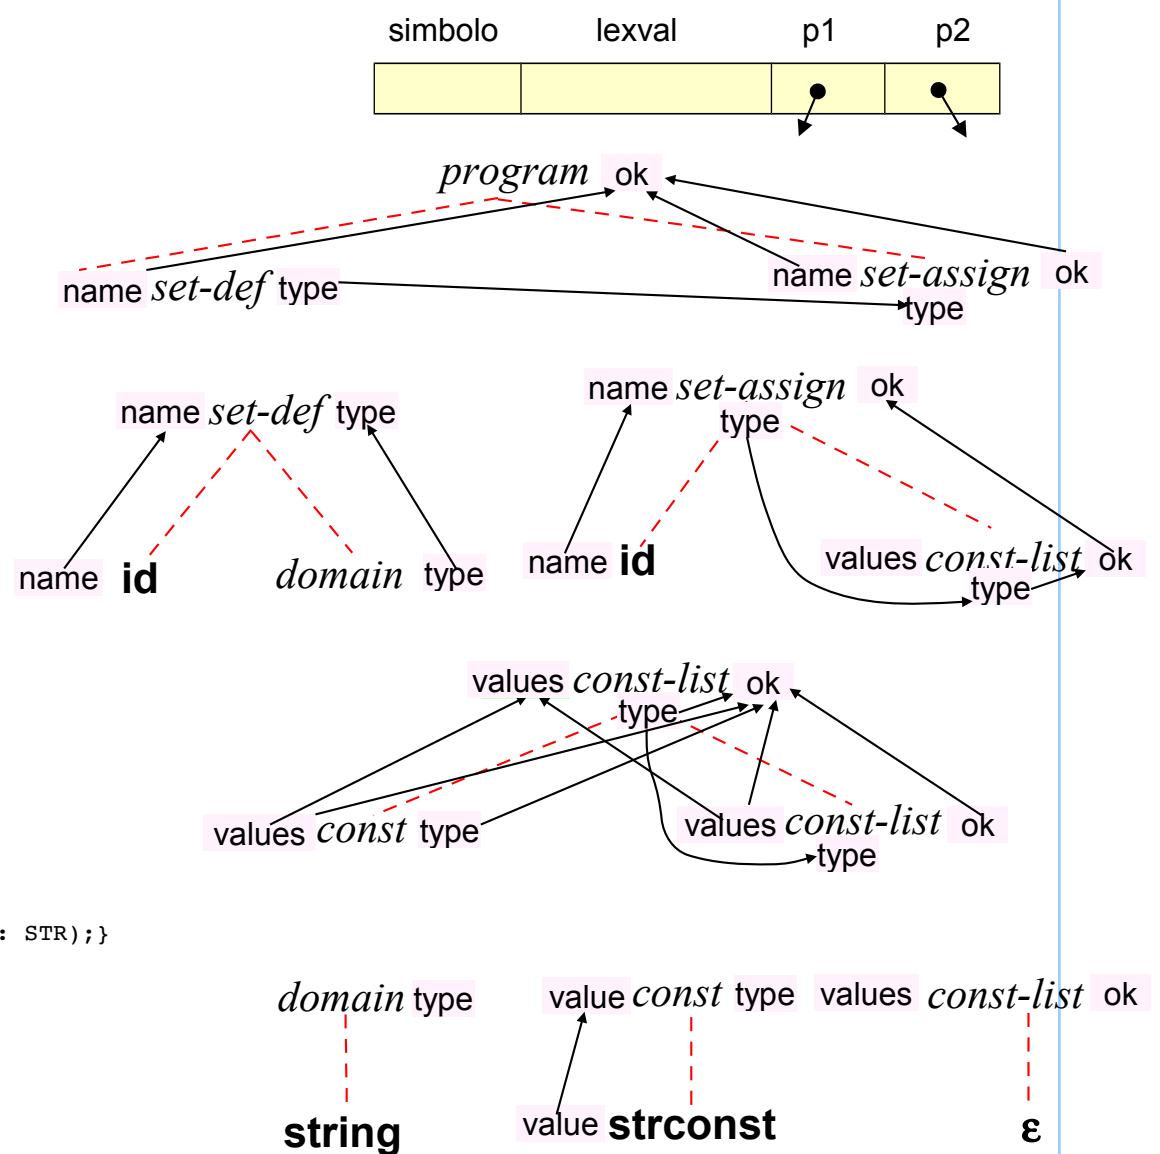 simbolo lexval p1 p2
program ok
name set-def type name set-assign ok
type
name set-def type name set-assign ok
type
name id domain type name id values const-list ok
type
values const-list ok
type
values const type values const-list ok
type
: STR);}
domain type value const type values const-list ok
string value strconst ε